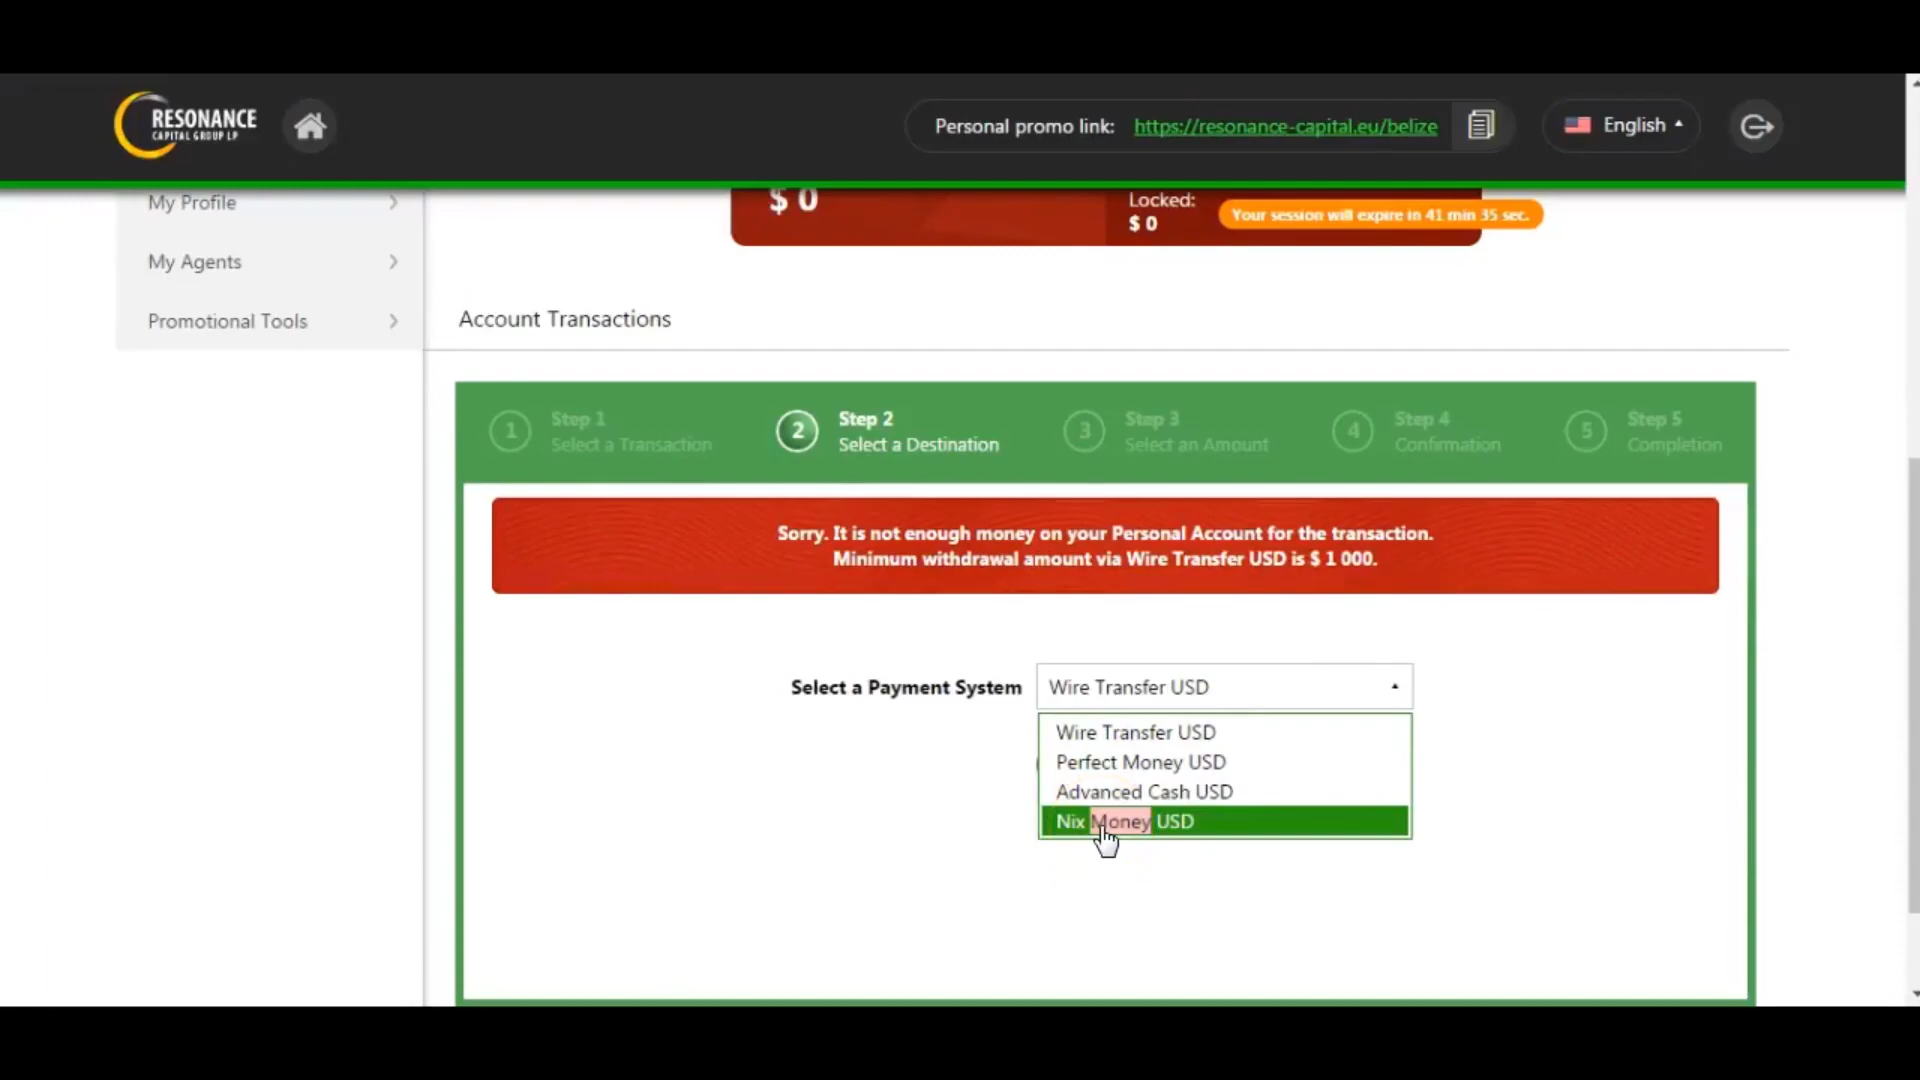 RESONANCE
CAPITAL GROUP LP
Personal promo link: https://resonance-capital.eu/belize
English
My Profile
My Agents
Promotional Tools
$ 0
Locked:
$ 0
Your session will expire in 41 min 35 sec.
Account Transactions
1
Step 1
Select a Transaction
2
Step 2
Select a Destination
3
Step 3
Select an Amount
4
Step 4
Confirmation
5
Step 5
Completion
Sorry. It is not enough money on your Personal Account for the transaction.
Minimum withdrawal amount via Wire Transfer USD is $ 1 000.
Select a Payment System
Wire Transfer USD
Wire Transfer USD
Perfect Money USD
Advanced Cash USD
Nix Money USD